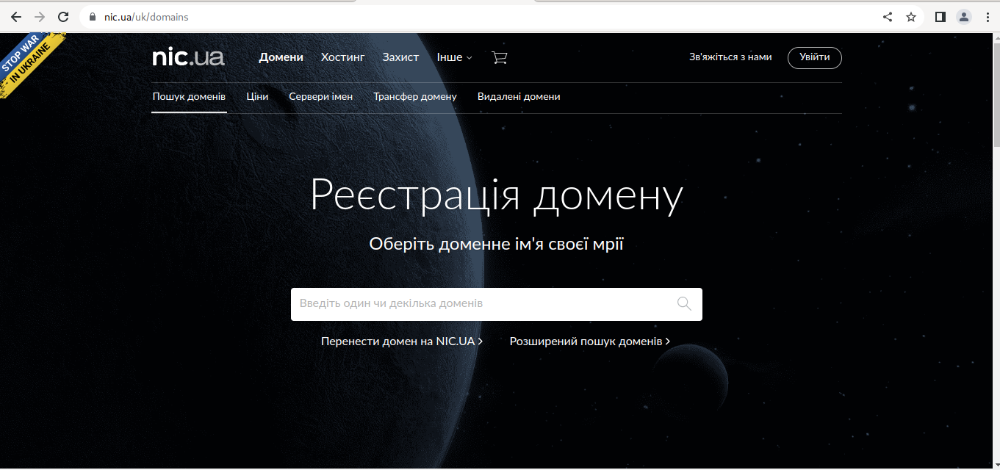 nic.ua/uk/domains
STOP WAR
IN UKRAINE
nic.ua
Домени Хостинг Захист Інше
Зв'яжіться з нами Увійти
Пошук доменів Ціни Сервери імен Трансфер домену Видалені домени
Реєстрація домену
Оберіть доменне ім'я своєї мрії
Введіть один чи декілька доменів
Перенести домен на NIC.UA > Розширений пошук доменів >